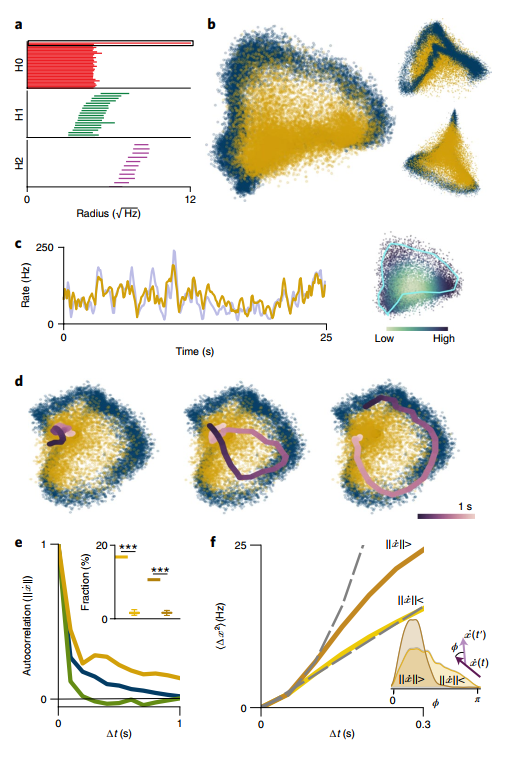 a
H0
H1
H2
0
12
Radius (√Hz)
b
c
250
Rate (Hz)
0
0
25
Time (s)
Low
High
d
1 s
e
1
Autocorrelation (||ẋ||)
0
0
1
Δt (s)
20
Fraction (%)
0
***
***
f
25
⟨Δx²⟩(Hz)
0
0
0.3
Δt (s)
||ẋ||>
||ẋ||<
ẋ(t′)
ϕ
ẋ(t)
||ẋ||>
||ẋ||<
0
ϕ
π